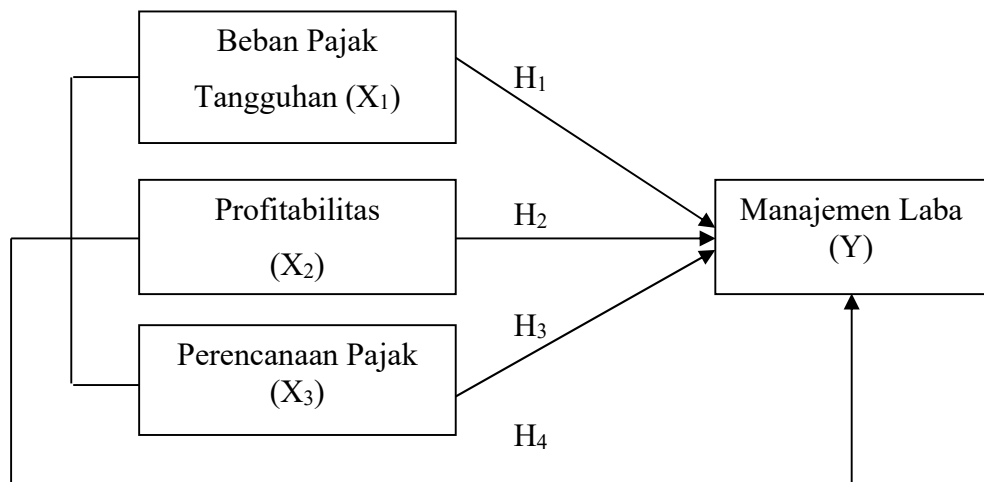 Beban Pajak
Tangguhan (X₁)
H₁
Profitabilitas
(X₂)
H₂
Manajemen Laba
(Y)
Perencanaan Pajak
(X₃)
H₃
H₄